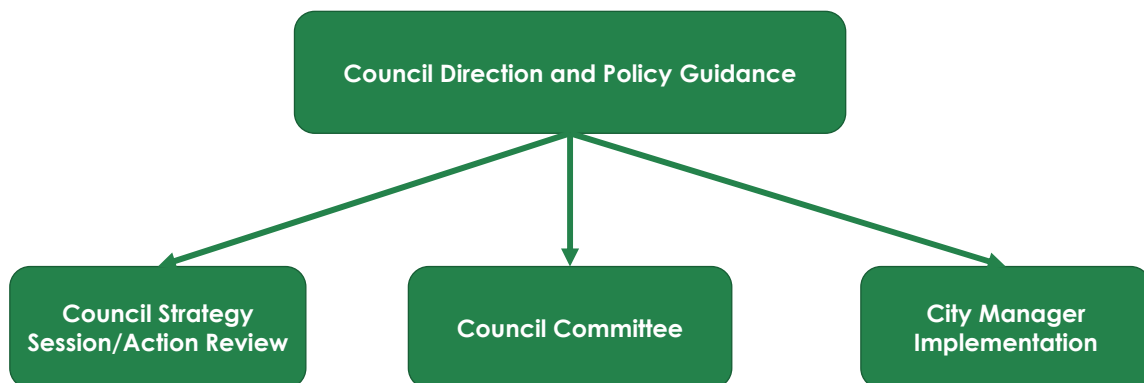 Council Direction and Policy Guidance
Council Strategy
Session/Action Review
Council Committee
City Manager
Implementation